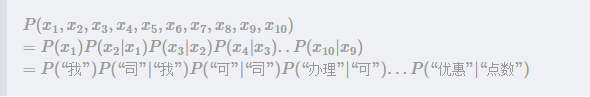 P(x₁, x₂, x₃, x₄, x₅, x₆, x₇, x₈, x₉, x₁₀)
= P(x₁)P(x₂|x₁)P(x₃|x₂)P(x₄|x₃)..P(x₁₀|x₉)
= P(“我”)P(“司”|“我”)P(“可”|“司”)P(“办理”|“可”)...P(“优惠”|“点数”)